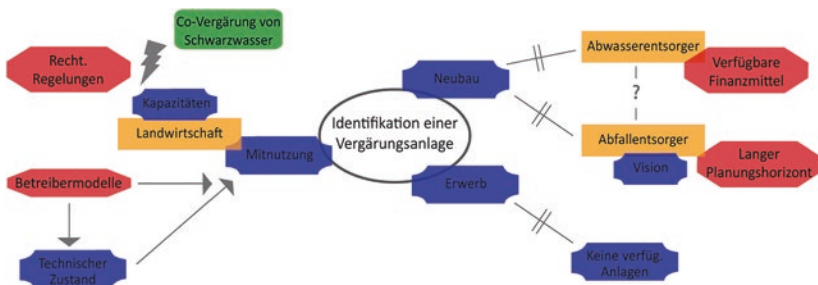 Co-Vergärung von
Schwarzwasser
Recht.
Regelungen
Kapazitäten
Landwirtschaft
Mitnutzung
Betreibermodelle
Technischer
Zustand
Identifikation einer
Vergärungsanlage
Neubau
Erwerb
Abwasserentsorger
Verfügbare
Finanzmittel
?
Abfallentsorger
Vision
Langer
Planungshorizont
Keine verfüg.
Anlagen